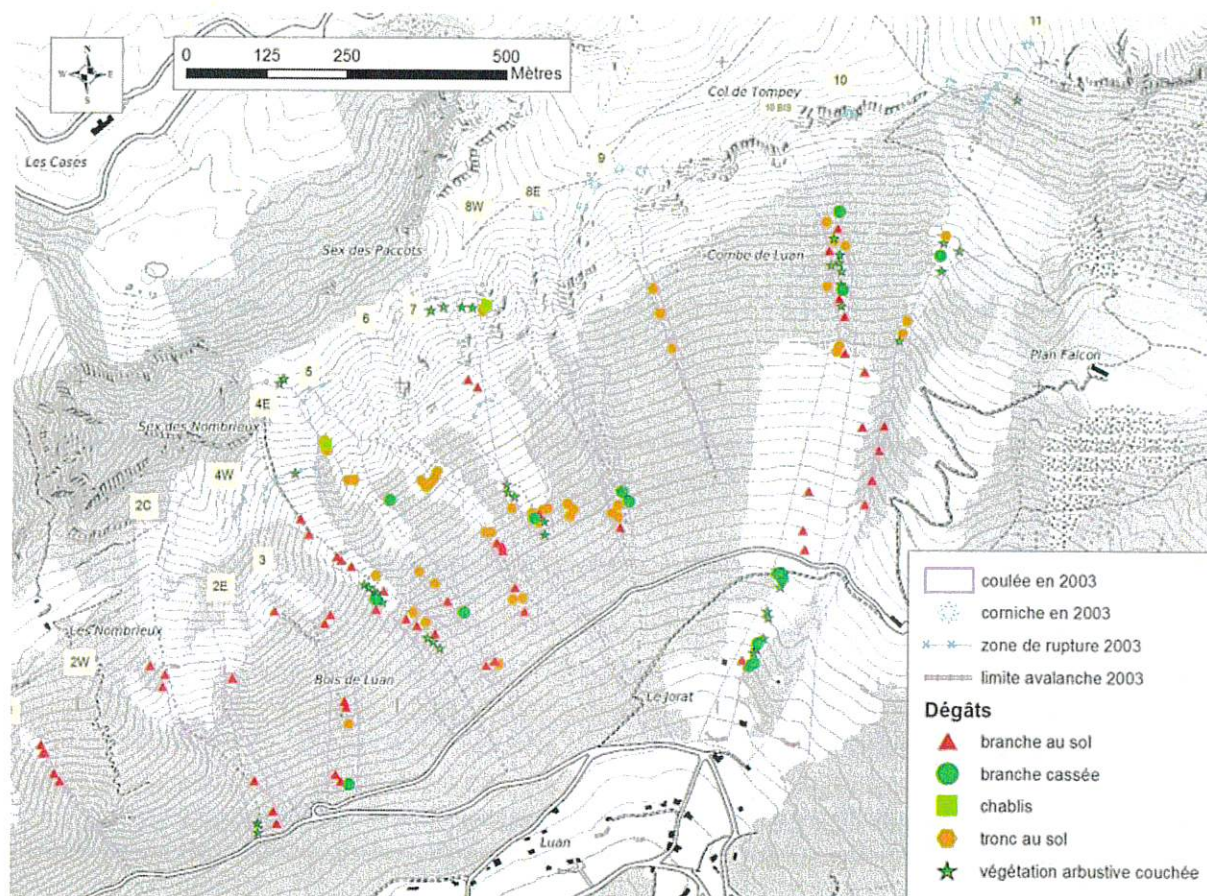 N
W E
S
0 125 250 500
Mètres
11
10
Col de Tompey
10 BIS
Les Cases
9
8E
8W
Sex des Paccots
Combe de Luan
7
6
Plan Falcon
5
4E
Sex des Nombrieux
4W
2C
3
2E
Les Nombrieux
2W
Bois de Luan
Le Jorat
Luan
coulée en 2003
corniche en 2003
zone de rupture 2003
limite avalanche 2003
Dégâts
branche au sol
branche cassée
chablis
tronc au sol
végétation arbustive couchée